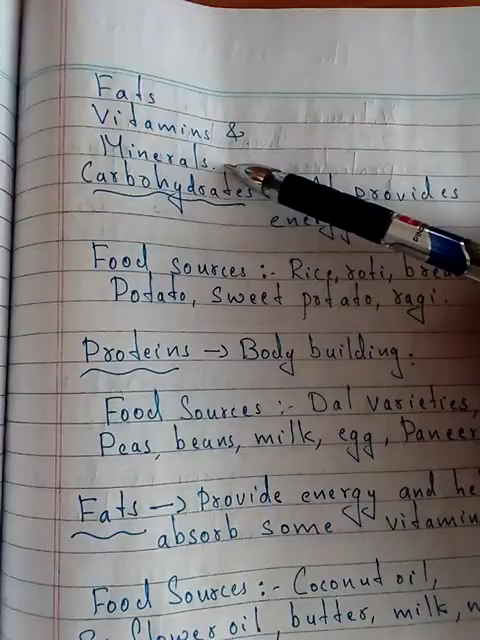 Fats
Vitamins &
Minerals.
Carbohydrates provides
energy
Food Sources :- Rice, roti,
Potato, Sweet potato, ragi.
Proteins → Body building.
Food Sources :- Dal varieties,
Peas, beans, milk, egg, Paneer
Fats → Provide energy and
absorb some vitamin
Food Sources :- Coconut oil,
flower oil, butter, milk,